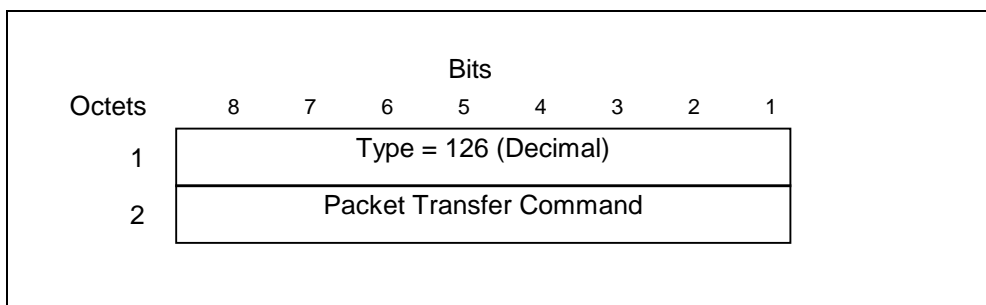 Bits
Octets 8 7 6 5 4 3 2 1
1 Type = 126 (Decimal)
2 Packet Transfer Command